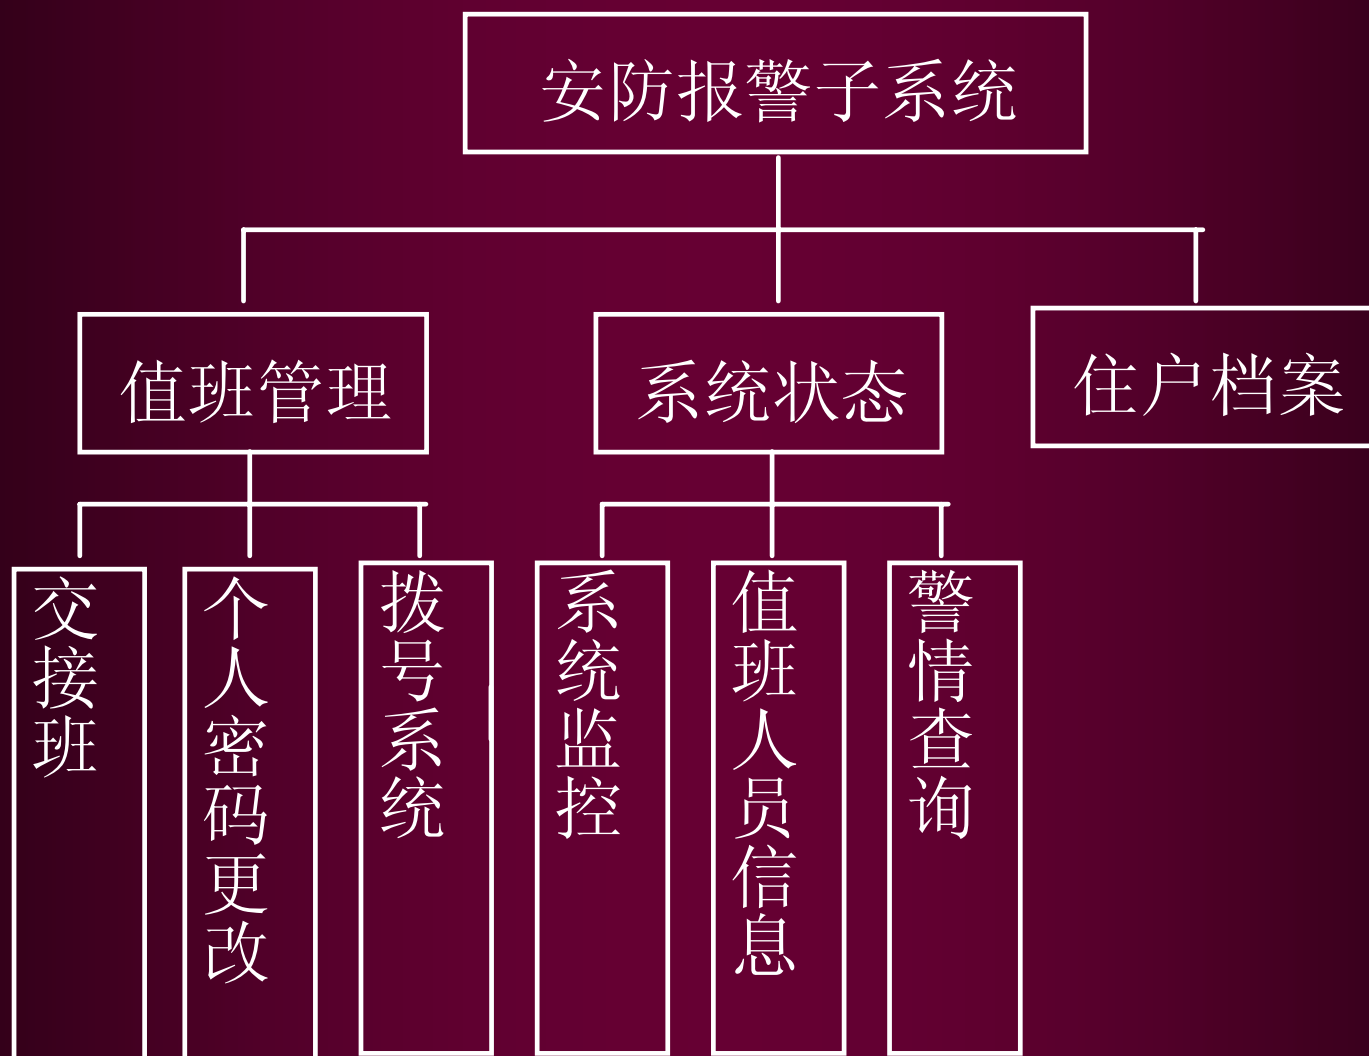 安防报警子系统
值班管理
系统状态
住户档案
交接班
个人密码更改
拨号系统
系统监控
值班人员信息
警情查询